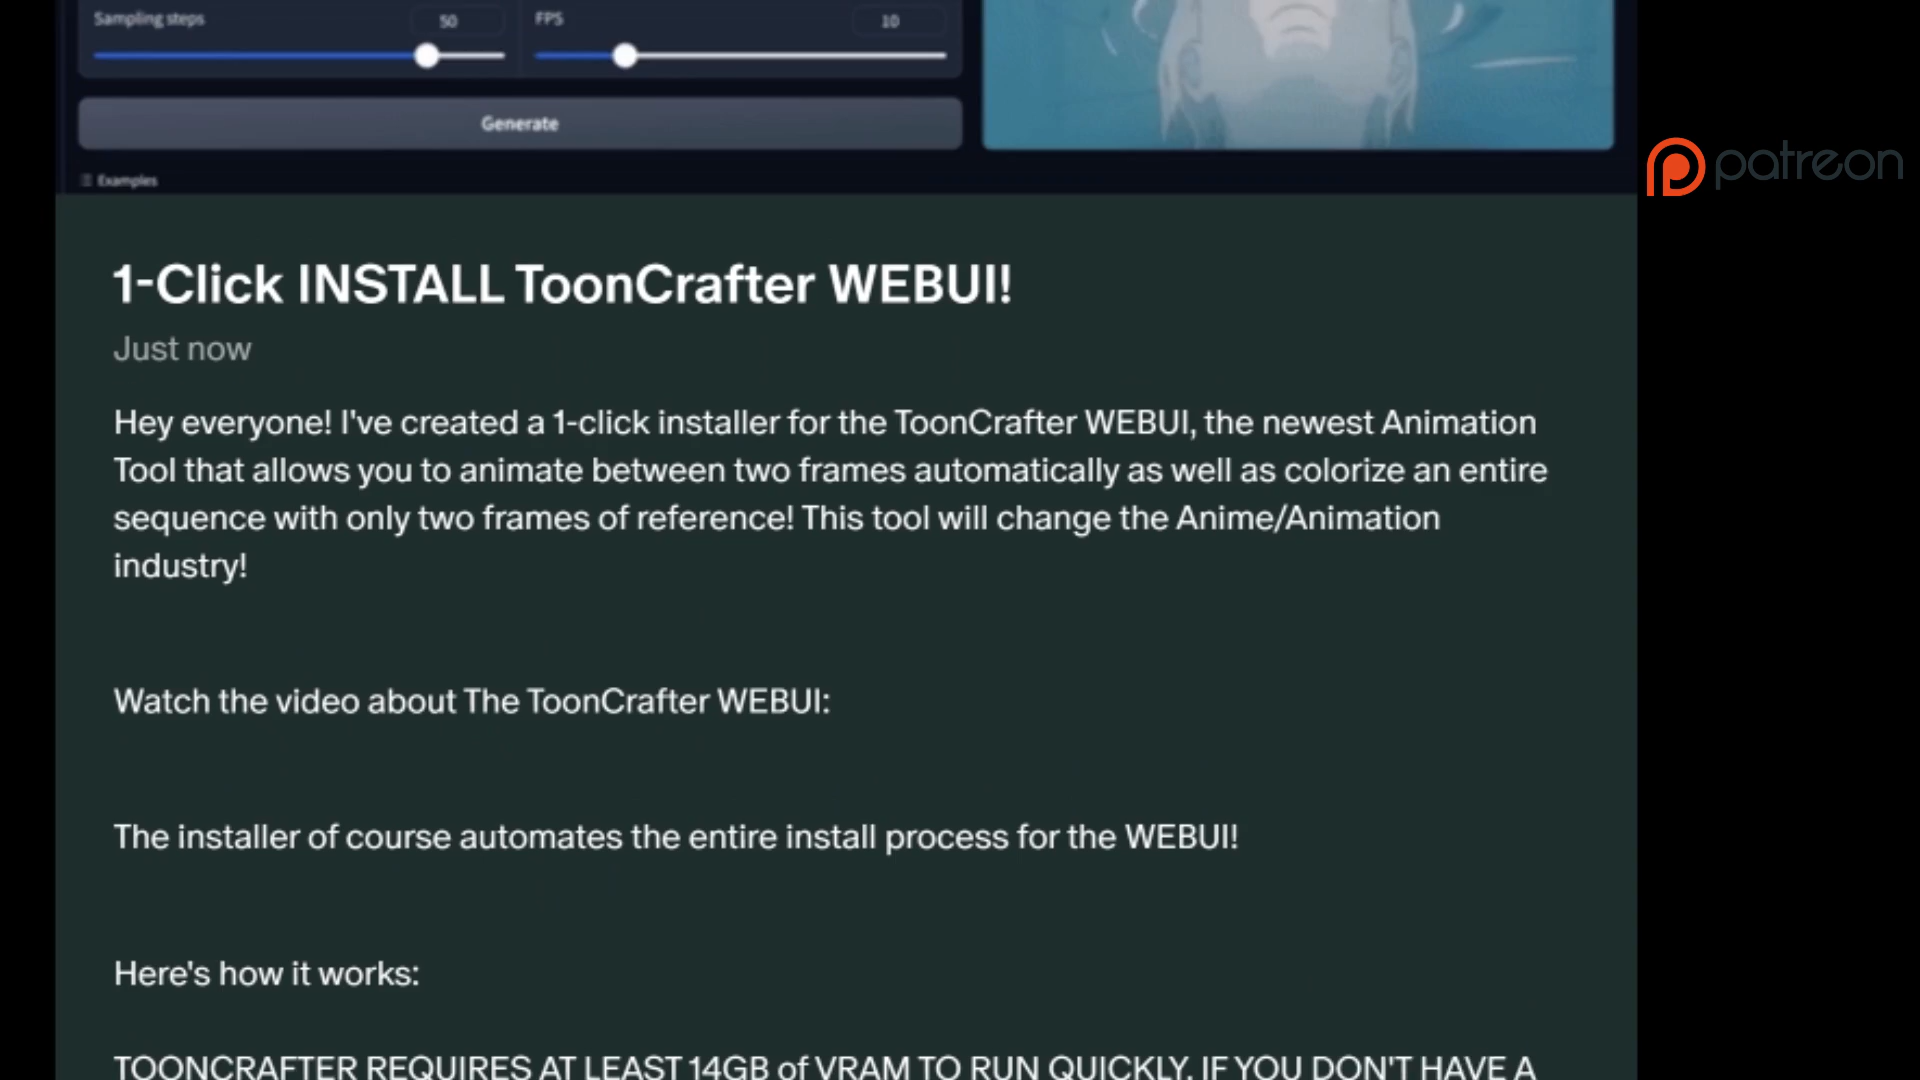 Sampling steps 50 FPS 10
Generate
Examples
patreon
1-Click INSTALL ToonCrafter WEBUI!
Just now
Hey everyone! I've created a 1-click installer for the ToonCrafter WEBUI, the newest Animation
Tool that allows you to animate between two frames automatically as well as colorize an entire
sequence with only two frames of reference! This tool will change the Anime/Animation
industry!
Watch the video about The ToonCrafter WEBUI:
The installer of course automates the entire install process for the WEBUI!
Here's how it works:
TOONCRAFTER REQUIRES AT LEAST 14GB of VRAM TO RUN QUICKLY. IF YOU DON'T HAVE A